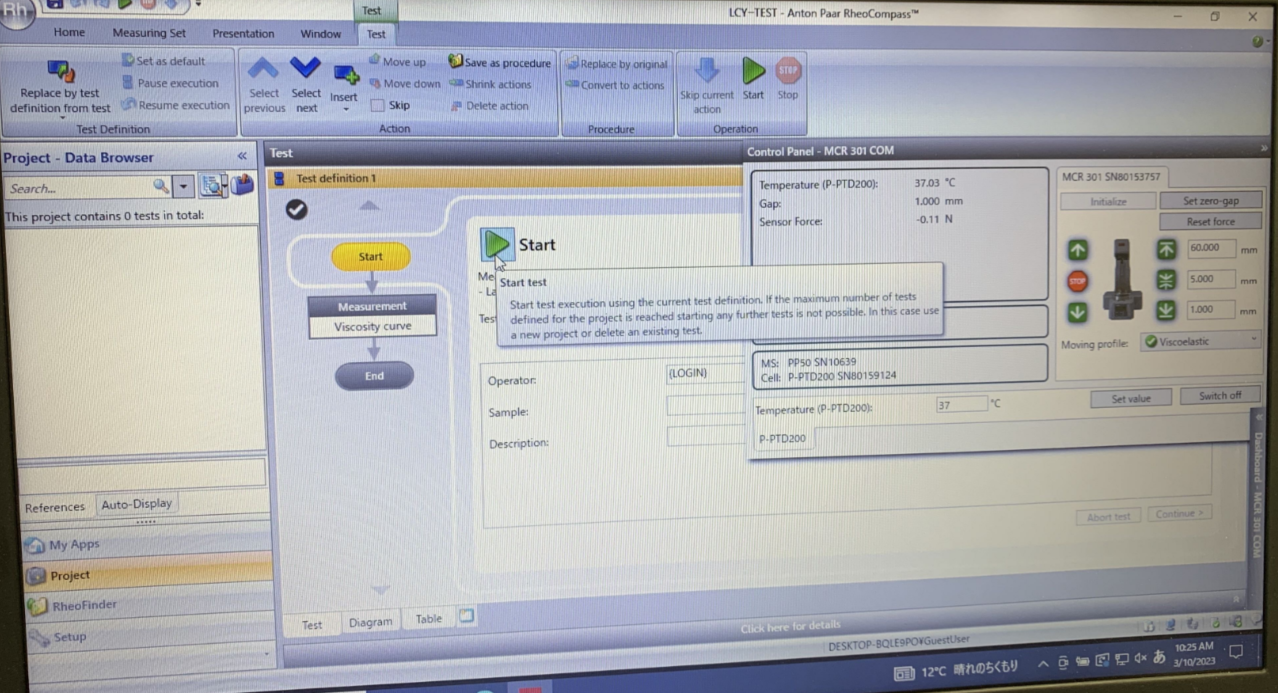 Rh
Test
LCY-TEST - Anton Paar RheoCompass™
Home Measuring Set Presentation Window Test
Replace by test
definition from test
Set as default
Pause execution
Resume execution
Test Definition
Select
previous
Select
next
Insert
Move up
Move down
Skip
Save as procedure
Shrink actions
Delete action
Action
Replace by original
Convert to actions
Procedure
Skip current
action
Start
STOP
Stop
Operation
Project - Data Browser «
Search...
This project contains 0 tests in total:
References Auto-Display
My Apps
Project
RheoFinder
Setup
Test
Test definition 1
Start
Measurement
Viscosity curve
End
Start
Me
- La
Tes
Start test
Start test execution using the current test definition. If the maximum number of tests
defined for the project is reached starting any further tests is not possible. In this case use
a new project or delete an existing test.
Operator: (LOGIN)
Sample:
Description:
Abort test Continue >
Test Diagram Table
Control Panel - MCR 301 COM »
Temperature (P-PTD200): 37.03 °C
Gap: 1.000 mm
Sensor Force: -0.11 N
MS: PP50 SN10639
Cell: P-PTD200 SN80159124
MCR 301 SN80153757
Initialize Set zero-gap
Reset force
60.000 mm
STOP 5.000 mm
1.000 mm
Moving profile: Viscoelastic
Temperature (P-PTD200): 37 °C Set value Switch off
P-PTD200
Dashboard - MCR 301 COM
Click here for details
DESKTOP-BQLE9PO¥GuestUser
12°C 晴れのちくもり あ 10:25 AM
3/10/2023